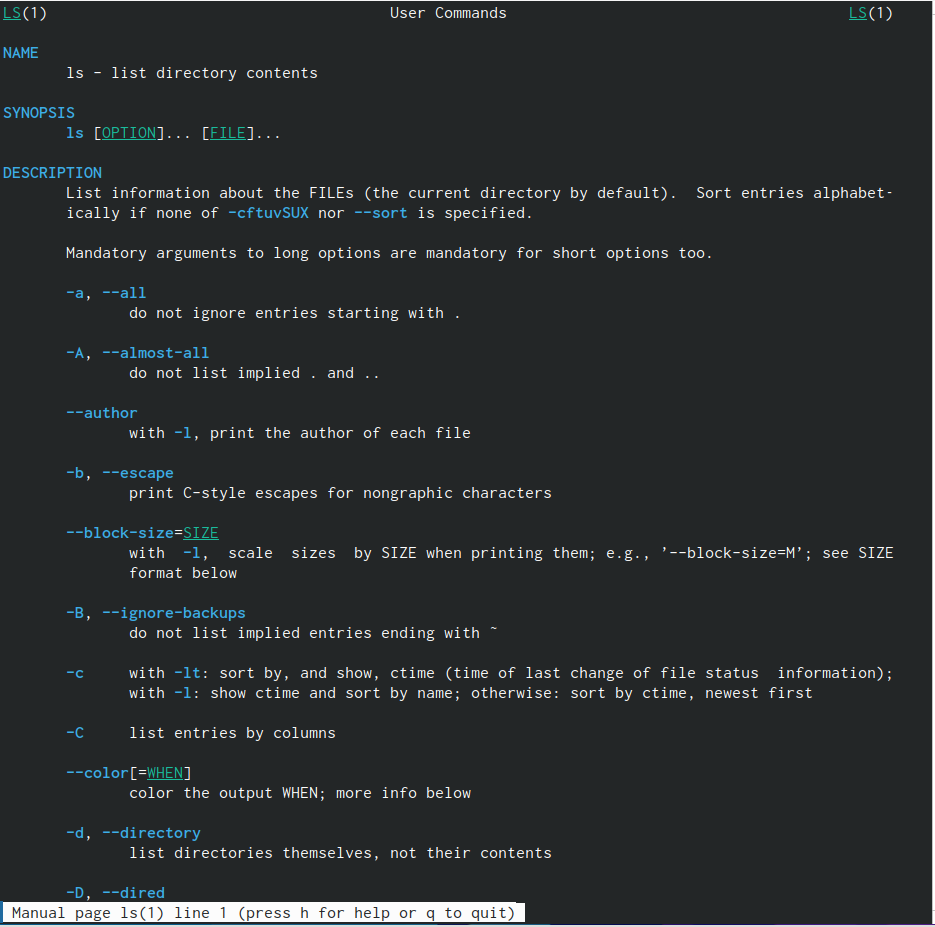 LS(1) User Commands LS(1)
NAME
ls - list directory contents
SYNOPSIS
ls [OPTION]... [FILE]...
DESCRIPTION
List information about the FILEs (the current directory by default).  Sort entries alphabet-
ically if none of -cftuvSUX nor --sort is specified.
Mandatory arguments to long options are mandatory for short options too.
-a, --all
do not ignore entries starting with .
-A, --almost-all
do not list implied . and ..
--author
with -l, print the author of each file
-b, --escape
print C-style escapes for nongraphic characters
--block-size=SIZE
with  -l,  scale  sizes  by SIZE when printing them; e.g., ’--block-size=M’; see SIZE
format below
-B, --ignore-backups
do not list implied entries ending with ~
-c     with -lt: sort by, and show, ctime (time of last change of file status  information);
with -l: show ctime and sort by name; otherwise: sort by ctime, newest first
-C     list entries by columns
--color[=WHEN]
color the output WHEN; more info below
-d, --directory
list directories themselves, not their contents
-D, --dired
Manual page ls(1) line 1 (press h for help or q to quit)